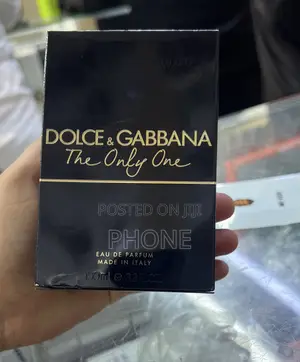 DOLCE & GABBANA
The Only One
POSTED ON JIJI
PHONE
EAU DE PARFUM
MADE IN ITALY